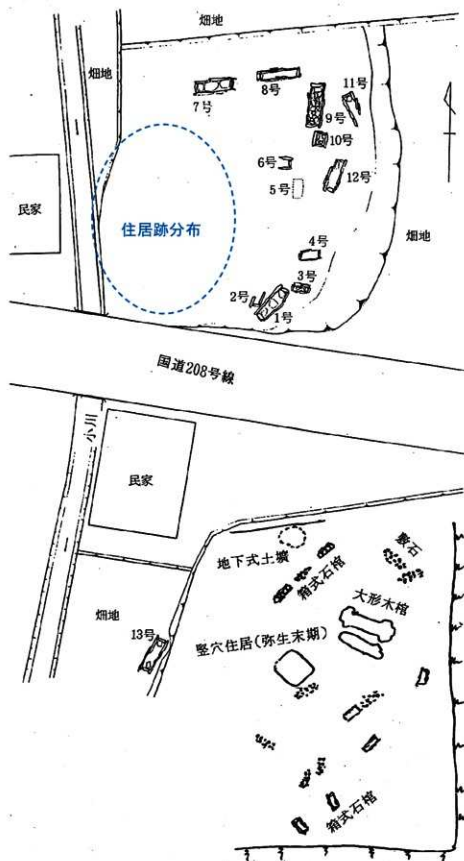 畑地
畑地
8号
7号
11号
9号
10号
6号
5号
12号
民家
住居跡分布
畑地
4号
3号
2号
1号
国道208号線
小川
民家
地下式土壙
箱式石棺
敷石
大形木棺
畑地
13号
竪穴住居(弥生末期)
箱式石棺